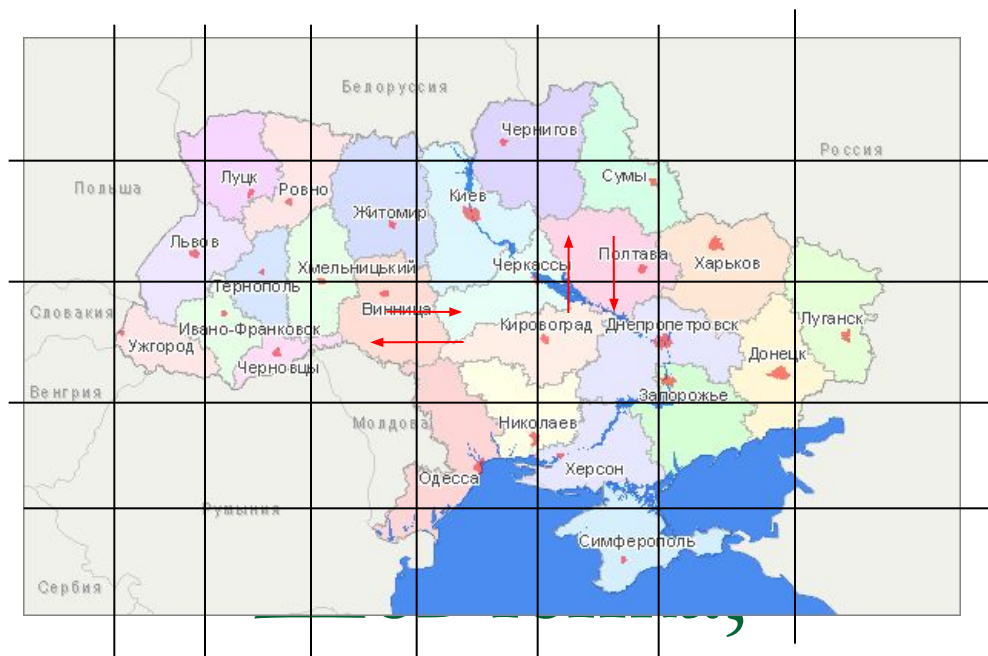 Белоруссия
Чернигов
Россия
Сумы
Луцк
Польша
Ровно
Киев
Житомир
Львов
Полтава
Харьков
Черкассы
Хмельницький
Тернополь
Винница
Словакия
Ивано-Франковск
Кировоград
Днепропетровск
Луганск
Ужгород
Донецк
Черновцы
Венгрия
Запорожье
Молдова
Николаев
Одесса
Херсон
Румыния
Симферополь
Сербия